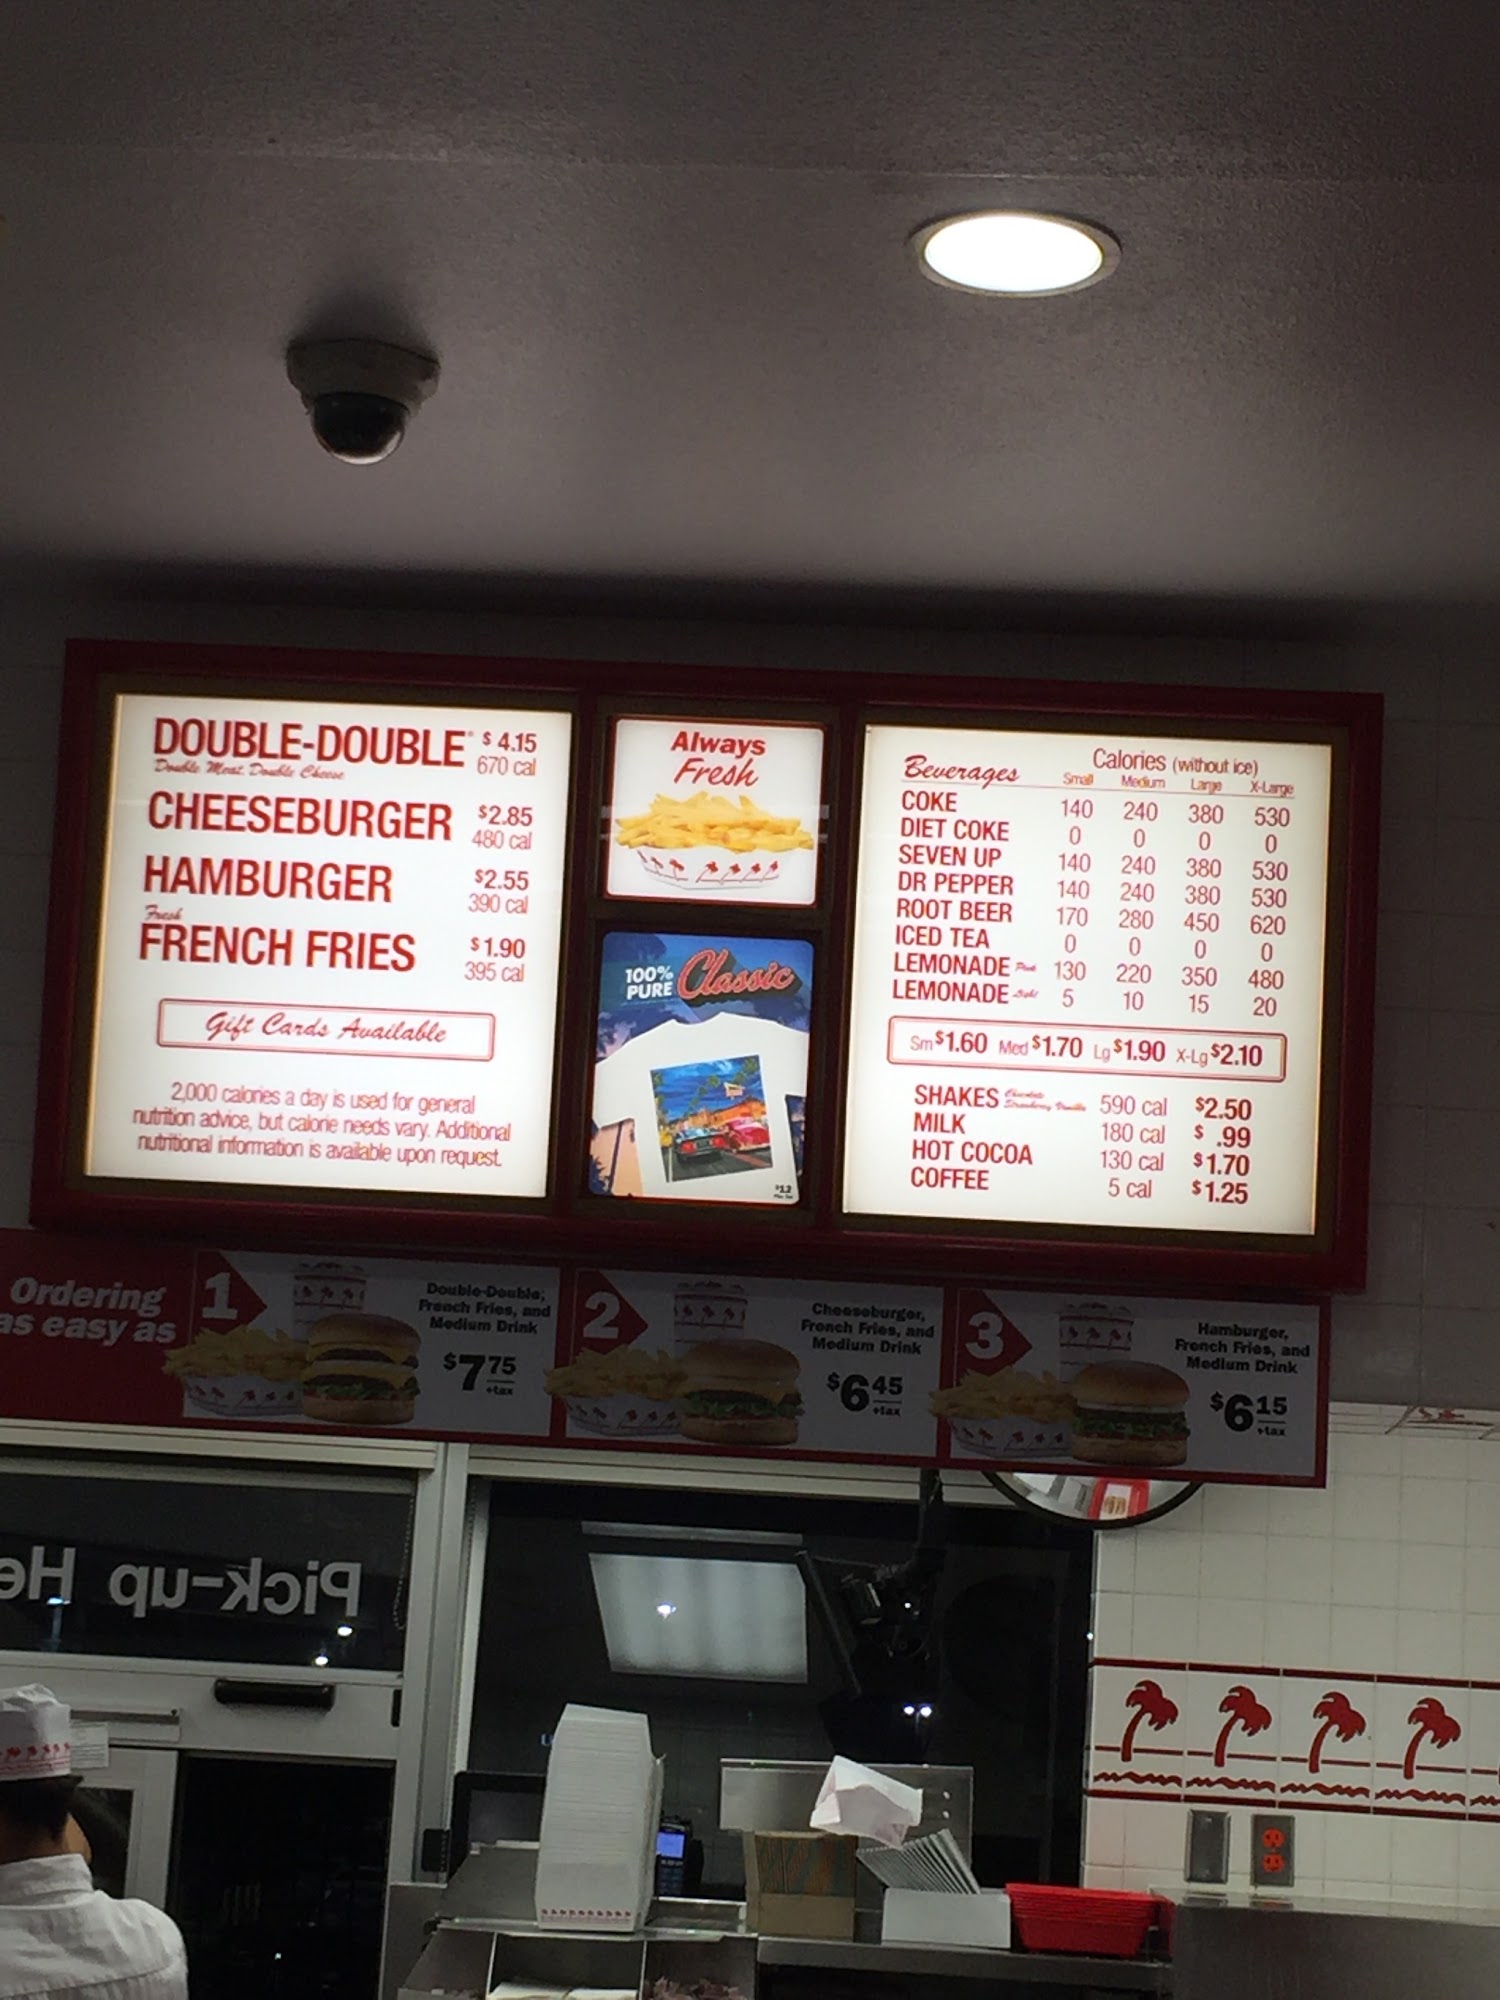 DOUBLE-DOUBLE® $4.15
Double Meat Double Cheese 670 cal
CHEESEBURGER $2.85
480 cal
HAMBURGER $2.55
390 cal
Fresh
FRENCH FRIES $1.90
395 cal
Gift Cards Available
2,000 calories a day is used for general
nutrition advice, but calorie needs vary. Additional
nutritional information is available upon request.
Always
Fresh
100%
PURE Classic
$12
Beverages Calories (without ice)
Small Medium Large X-Large
COKE 140 240 380 530
DIET COKE 0 0 0 0
SEVEN UP 140 240 380 530
DR PEPPER 140 240 380 530
ROOT BEER 170 280 450 620
ICED TEA 0 0 0 0
LEMONADE Pink 130 220 350 480
LEMONADE Light 5 10 15 20
Sm $1.60 Med $1.70 Lg $1.90 X-Lg $2.10
SHAKES Chocolate Strawberry Vanilla 590 cal $2.50
MILK 180 cal $ .99
HOT COCOA 130 cal $1.70
COFFEE 5 cal $1.25
Ordering
as easy as
1
Double-Double,
French Fries, and
Medium Drink
$7 75
+tax
2
Cheeseburger,
French Fries, and
Medium Drink
$6 45
+tax
3
Hamburger,
French Fries, and
Medium Drink
$6 15
+tax
Pick-up He